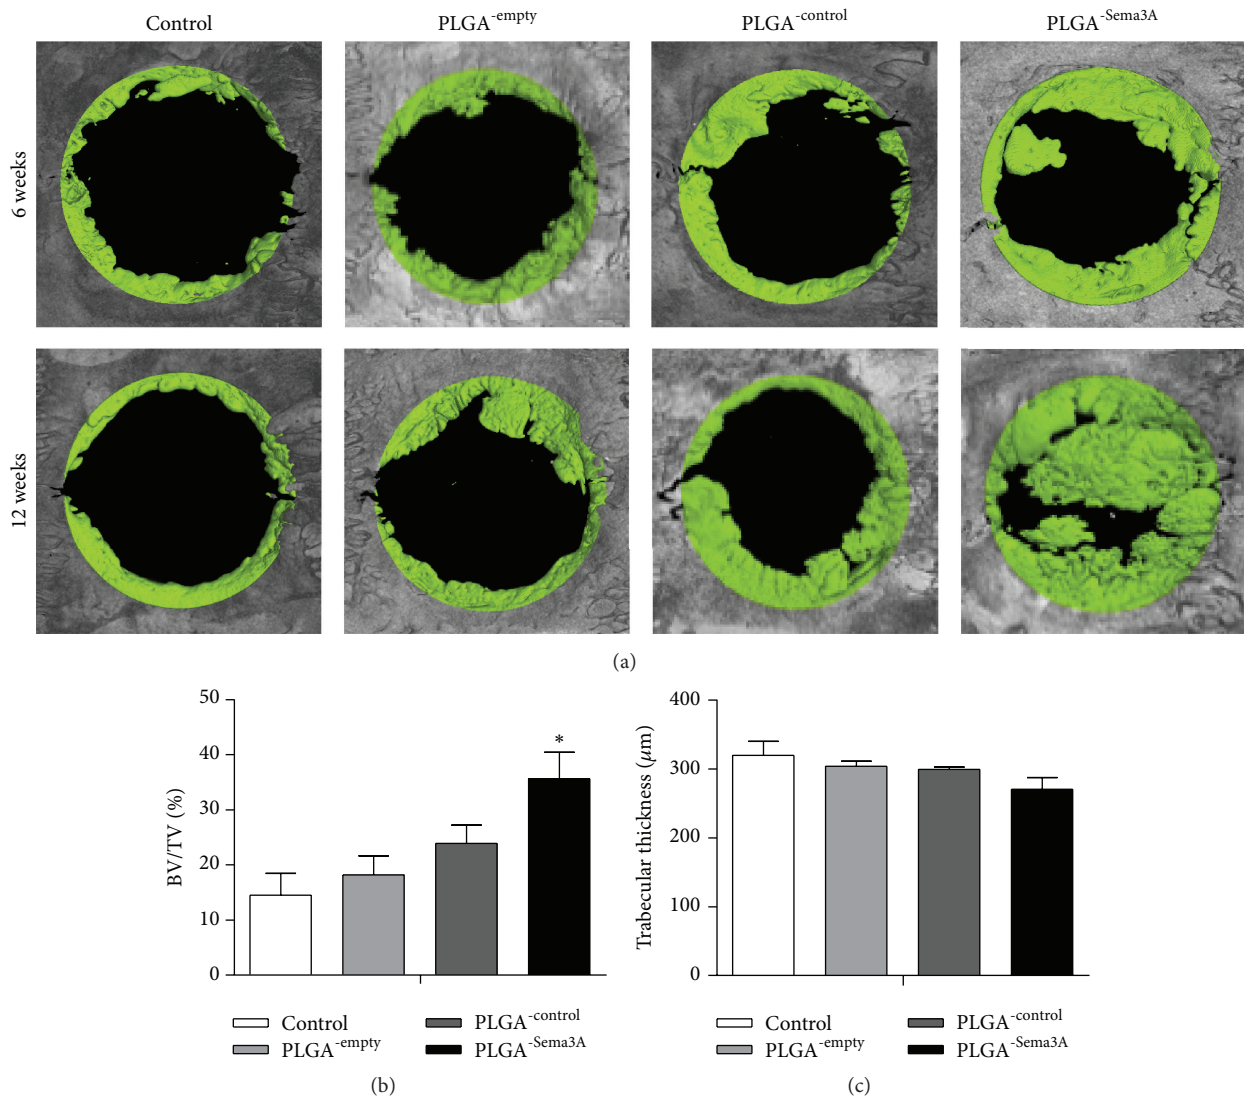 Control PLGA-empty PLGA-control PLGA-Sema3A
6 weeks
12 weeks
(a)
BV/TV (%)
50
40
30
20
10
0
*
Control PLGA-control
PLGA-empty PLGA-Sema3A
(b)
Trabecular thickness (μm)
400
300
200
100
0
Control PLGA-control
PLGA-empty PLGA-Sema3A
(c)